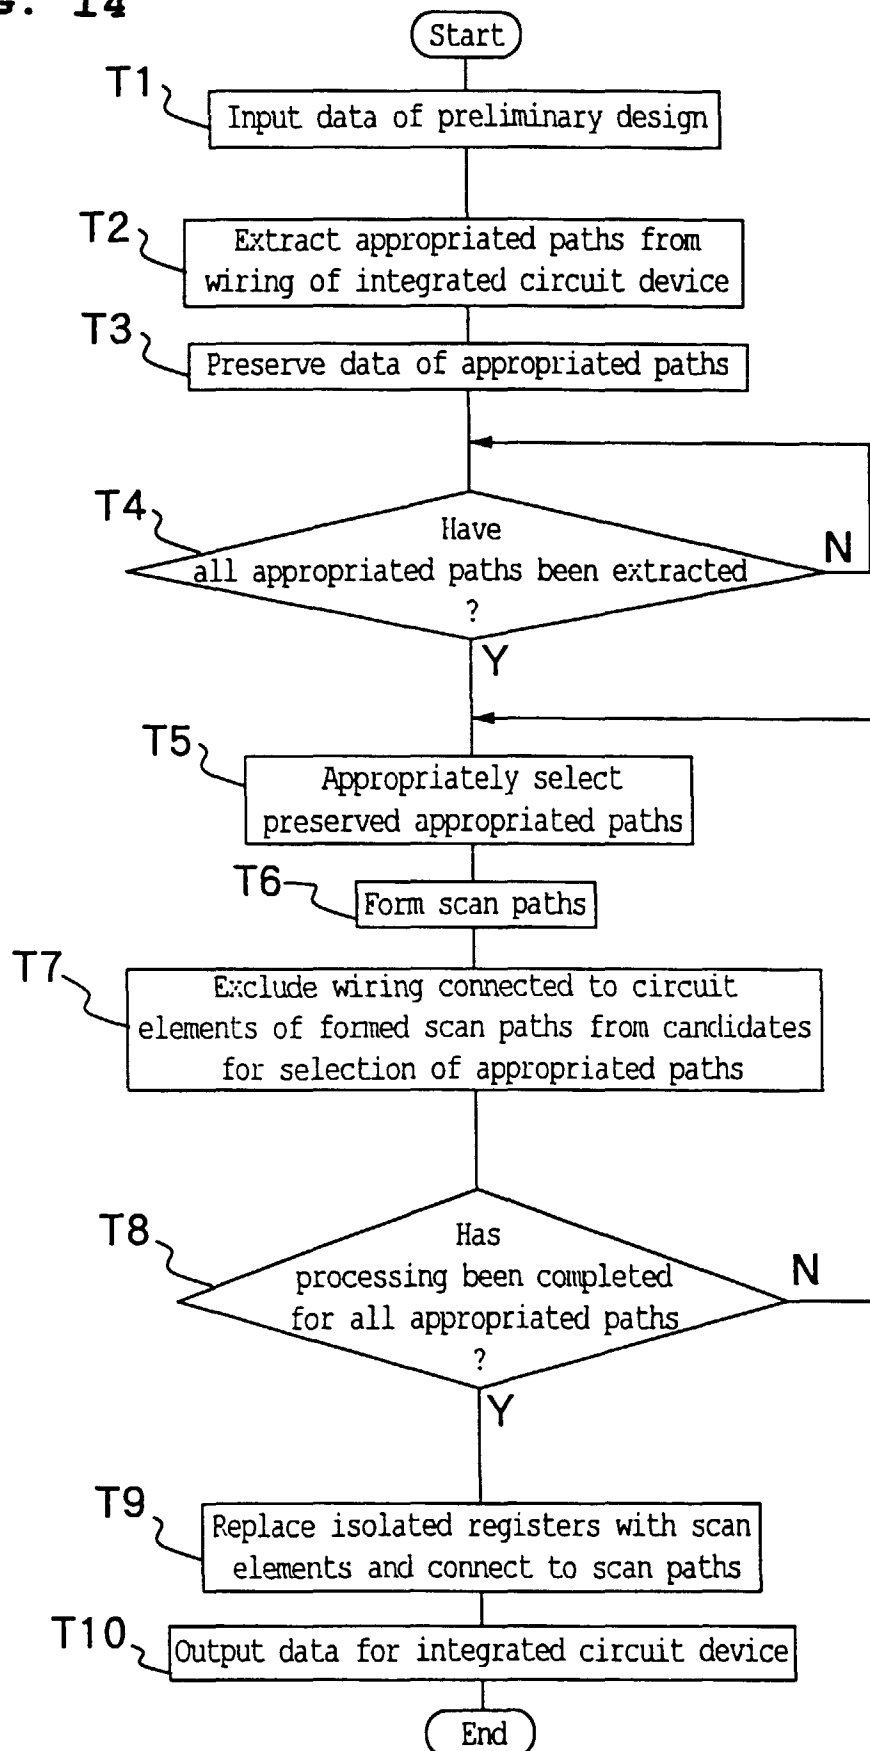 G. 14
Start
T1
Input data of preliminary design
T2
Extract appropriated paths from
wiring of integrated circuit device
T3
Preserve data of appropriated paths
T4
Have
all appropriated paths been extracted
?
N
Y
T5
Appropriately select
preserved appropriated paths
T6
Form scan paths
T7
Exclude wiring connected to circuit
elements of formed scan paths from candidates
for selection of appropriated paths
T8
Has
processing been completed
for all appropriated paths
?
N
Y
T9
Replace isolated registers with scan
elements and connect to scan paths
T10
Output data for integrated circuit device
End